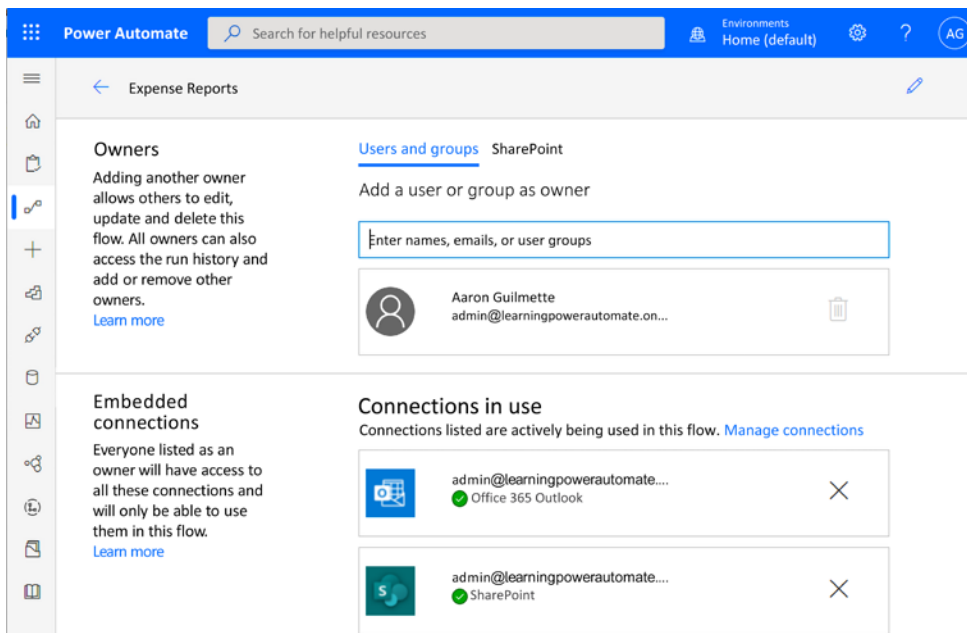 Power Automate
Search for helpful resources
Environments
Home (default)
?
AG
Expense Reports
Owners
Adding another owner
allows others to edit,
update and delete this
flow. All owners can also
access the run history and
add or remove other
owners.
Learn more
Users and groups SharePoint
Add a user or group as owner
Enter names, emails, or user groups
Aaron Guilmette
admin@learningpowerautomate.on...
Embedded
connections
Everyone listed as an
owner will have access to
all these connections and
will only be able to use
them in this flow.
Learn more
Connections in use
Connections listed are actively being used in this flow. Manage connections
admin@learningpowerautomate....
Office 365 Outlook
S
admin@learningpowerautomate....
SharePoint